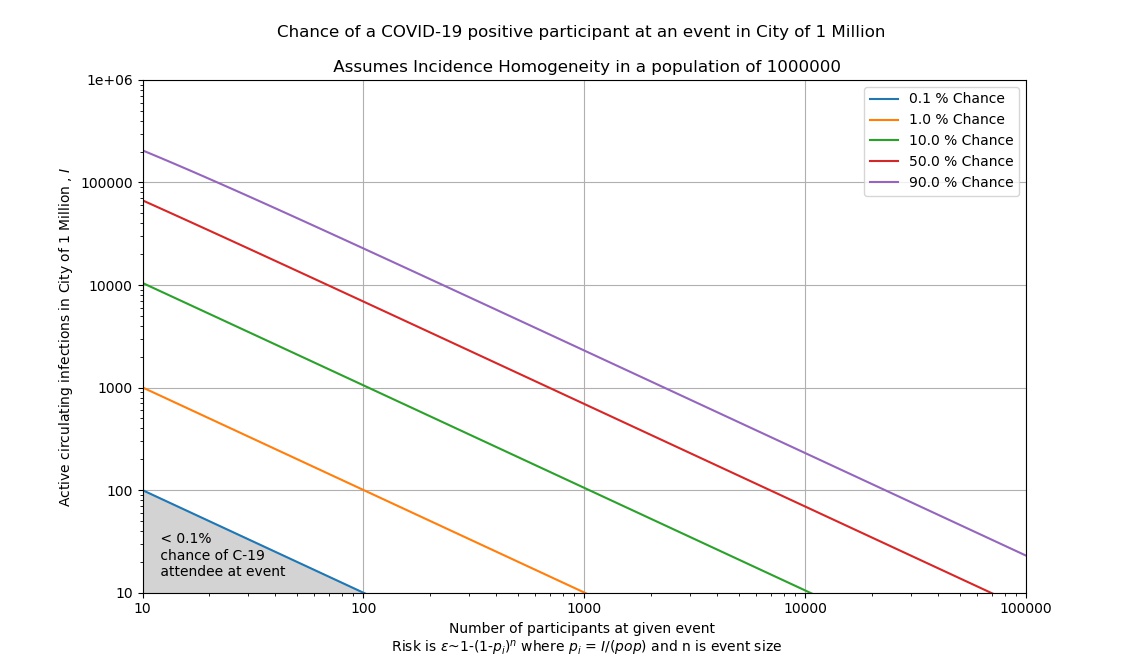 Chance of a COVID-19 positive participant at an event in City of 1 Million
Assumes Incidence Homogeneity in a population of 1000000
1e+06
100000
10000
1000
100
10
Active circulating infections in City of 1 Million , I
0.1 % Chance
1.0 % Chance
10.0 % Chance
50.0 % Chance
90.0 % Chance
< 0.1%
chance of C-19
attendee at event
10 100 1000 10000 100000
Number of participants at given event
Risk is ε~1-(1-pᵢ)ⁿ where pᵢ = I/(pop) and n is event size